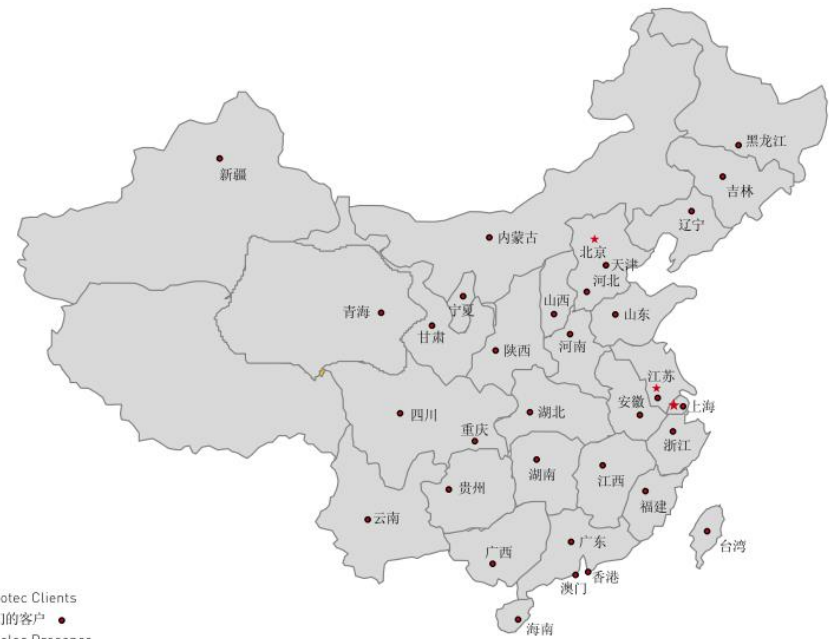 黑龙江
新疆
吉林
辽宁
内蒙古
北京
天津
河北
宁夏
山西
青海
山东
甘肃
河南
陕西
江苏
安徽
上海
四川
湖北
重庆
浙江
湖南
江西
贵州
福建
云南
广东
台湾
广西
香港
澳门
otec Clients
的客户
海南